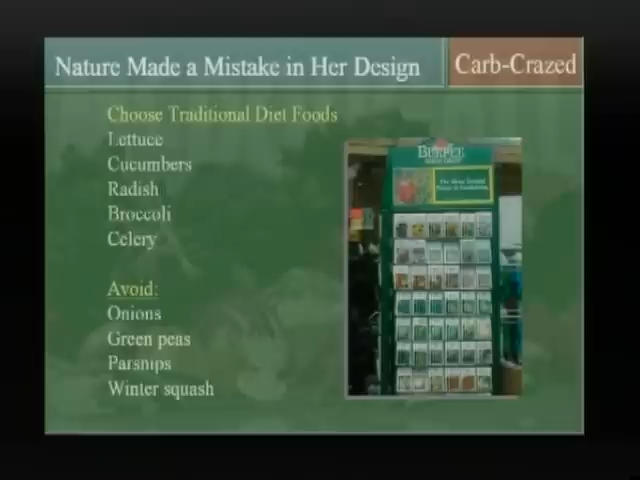 Nature Made a Mistake in Her Design
Carb-Crazed
Choose Traditional Diet Foods
Lettuce
Cucumbers
Radish
Broccoli
Celery
Avoid:
Onions
Green peas
Parsnips
Winter squash
BURPEE